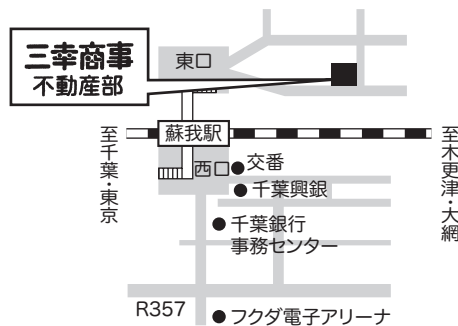 三幸商事
不動産部
東口
蘇我駅
至千葉・東京
至木更津・大網
西口
交番
千葉興銀
千葉銀行
事務センター
R357
フクダ電子アリーナ